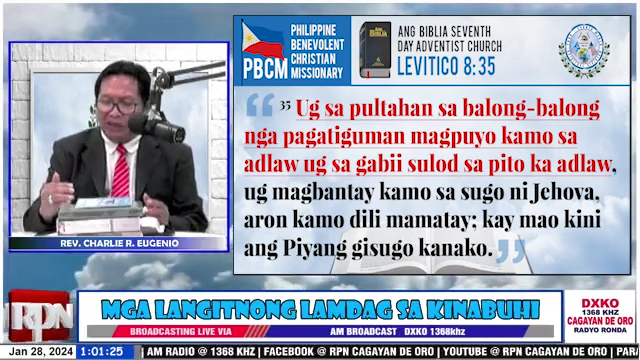 PBCM
PHILIPPINE
BENEVOLENT
CHRISTIAN
MISSIONARY
ANG BIBLIA SEVENTH
DAY ADVENTIST CHURCH
LEVITICO 8:35
“ 35 Ug sa pultahan sa balong-balong
nga pagatiguman magpuyo kamo sa
adlaw ug sa gabii sulod sa pito ka adlaw,
ug magbantay kamo sa sugo ni Jehova,
aron kamo dili mamatay; kay mao kini
ang Piyang gisugo kanako. ”
REV. CHARLIE R. EUGENIO
RPN
MGA LANGITNONG LAMDAG SA KINABUHI
BROADCASTING LIVE VIA AM BROADCAST DXKO 1368khz
DXKO
1368 KHZ
CAGAYAN DE ORO
RADYO RONDA
Jan 28, 2024 1:01:25 AM RADIO @ 1368 KHZ | FACEBOOK @ RPN CAGAYAN DE ORO | YOUTUBE @ RPN CAGAYAN DE ORO |